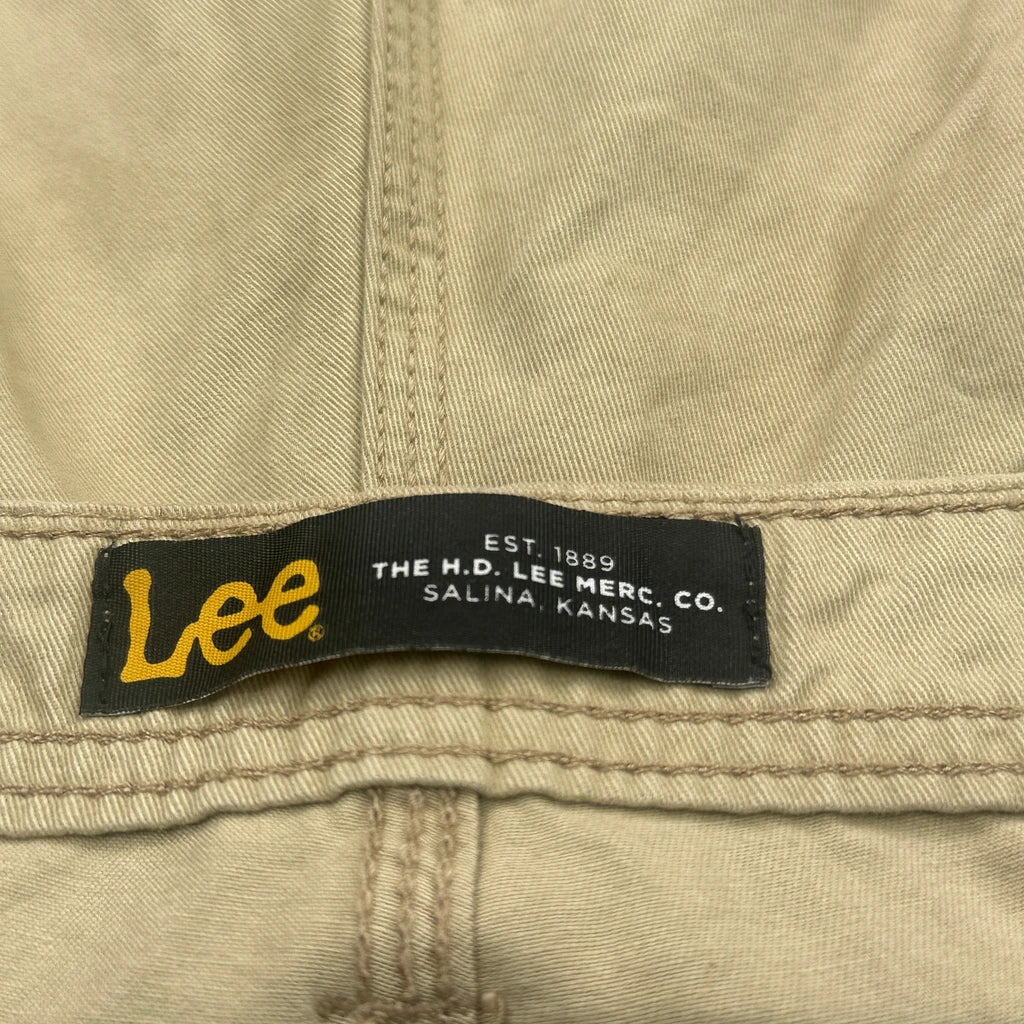 Lee®
EST. 1889
THE H.D. LEE MERC. CO.
SALINA, KANSAS